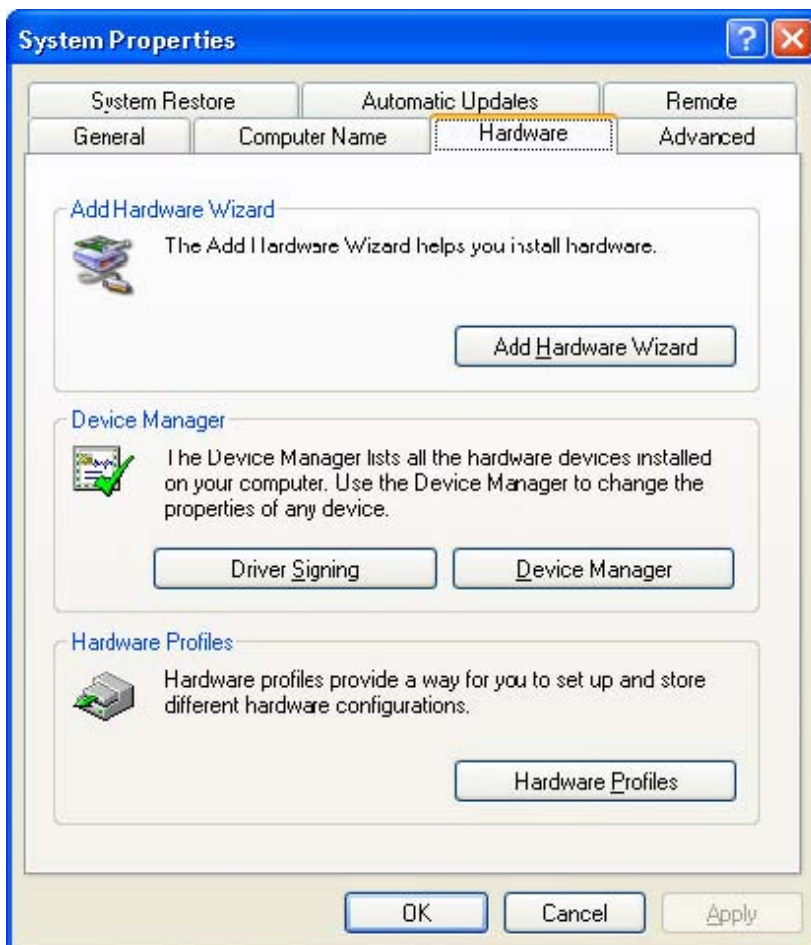 System Properties
System Restore Automatic Updates Remote
General Computer Name Hardware Advanced
Add Hardware Wizard
The Add Hardware Wizard helps you install hardware.
Add Hardware Wizard
Device Manager
The Device Manager lists all the hardware devices installed
on your computer. Use the Device Manager to change the
properties of any device.
Driver Signing Device Manager
Hardware Profiles
Hardware profiles provide a way for you to set up and store
different hardware configurations.
Hardware Profiles
OK Cancel Apply